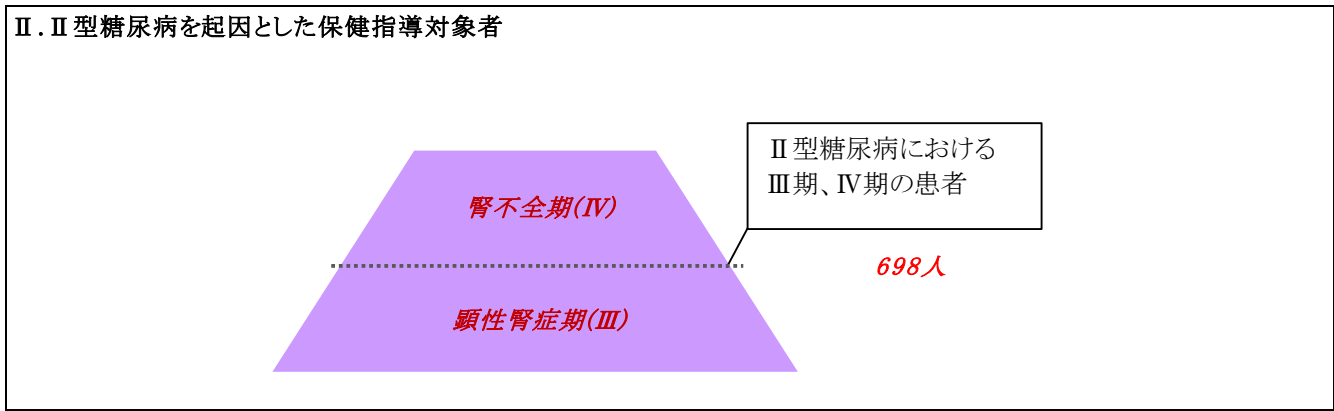 Ⅱ.Ⅱ型糖尿病を起因とした保健指導対象者
Ⅱ型糖尿病における
Ⅲ期、Ⅳ期の患者
腎不全期(Ⅳ)
698人
顕性腎症期(Ⅲ)